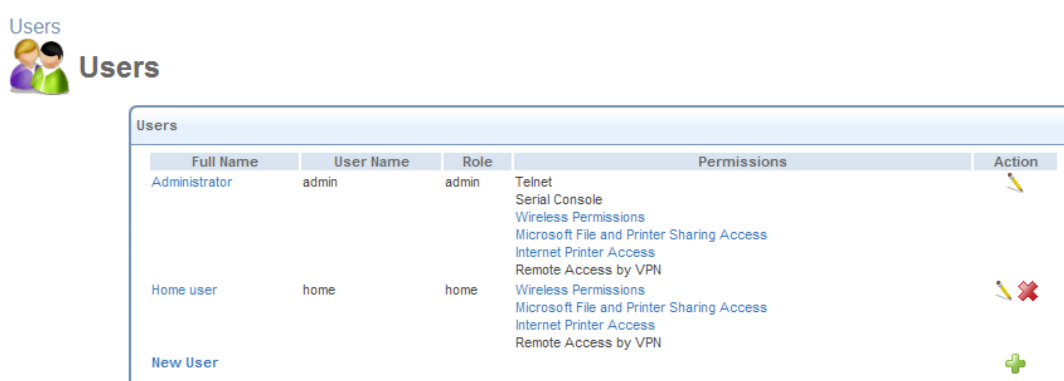 Users
Users
Users
Full Name User Name Role Permissions Action
Administrator admin admin Telnet
Serial Console
Wireless Permissions
Microsoft File and Printer Sharing Access
Internet Printer Access
Remote Access by VPN
Home user home home Wireless Permissions
Microsoft File and Printer Sharing Access
Internet Printer Access
Remote Access by VPN
New User